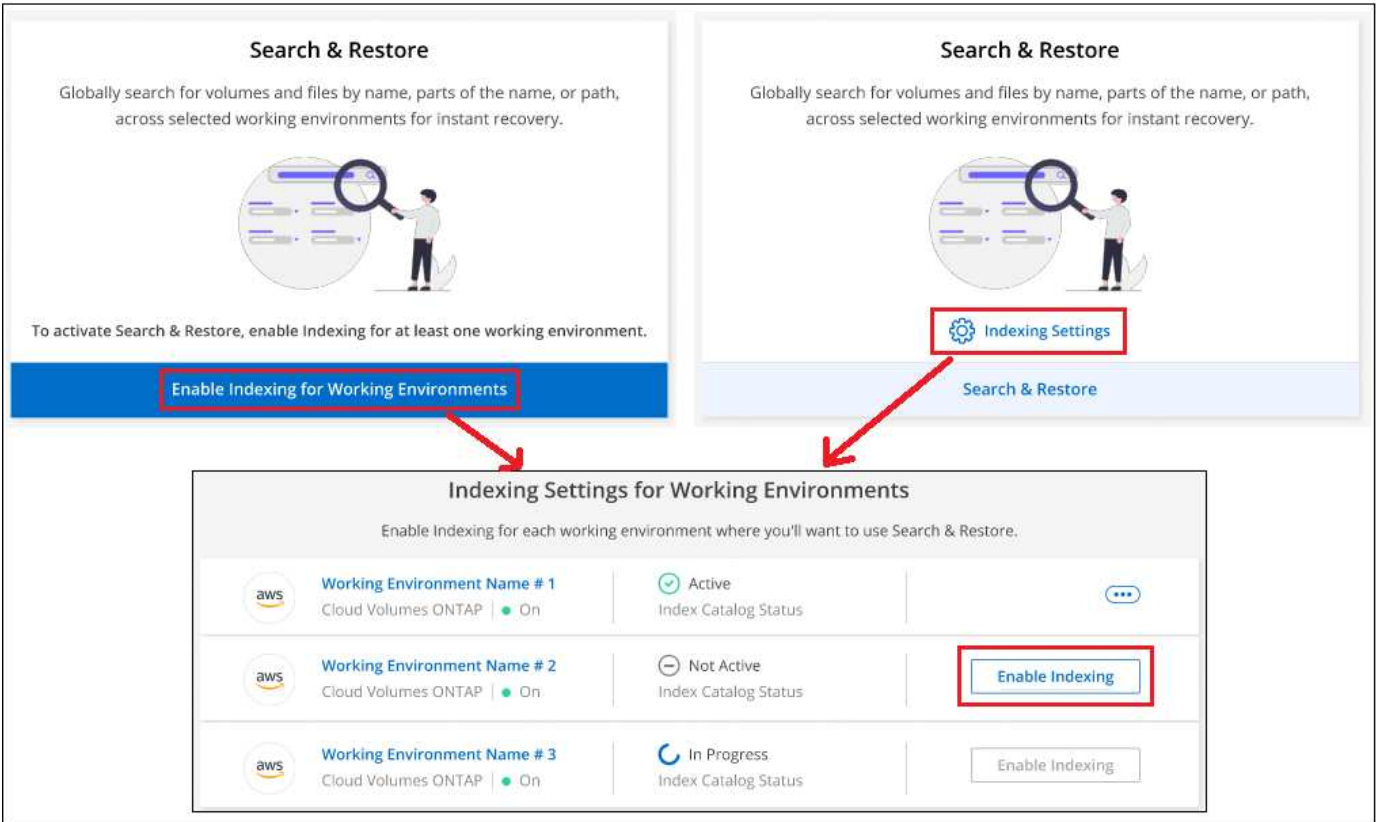 Search & Restore
Globally search for volumes and files by name, parts of the name, or path,
across selected working environments for instant recovery.
To activate Search & Restore, enable Indexing for at least one working environment.
Enable Indexing for Working Environments
Search & Restore
Globally search for volumes and files by name, parts of the name, or path,
across selected working environments for instant recovery.
Indexing Settings
Search & Restore
Indexing Settings for Working Environments
Enable Indexing for each working environment where you'll want to use Search & Restore.
aws
Working Environment Name # 1
Cloud Volumes ONTAP | On
Active
Index Catalog Status
aws
Working Environment Name # 2
Cloud Volumes ONTAP | On
Not Active
Index Catalog Status
Enable Indexing
aws
Working Environment Name # 3
Cloud Volumes ONTAP | On
In Progress
Index Catalog Status
Enable Indexing